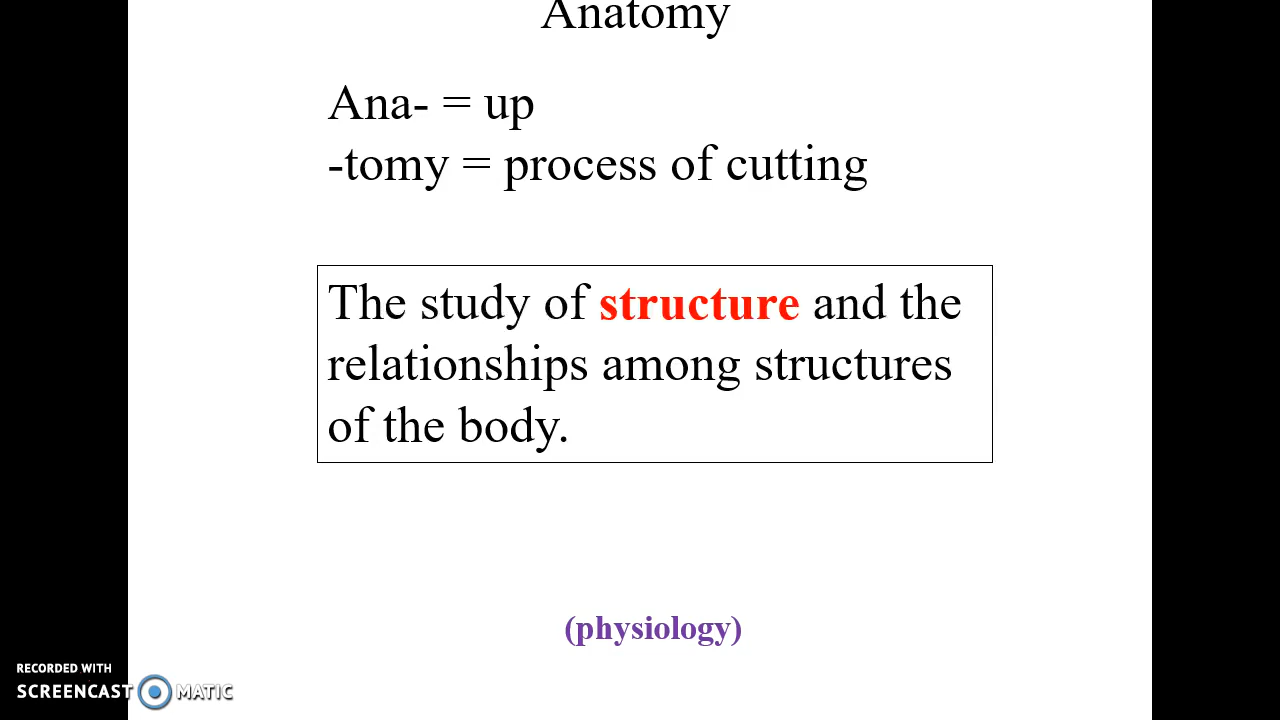 Anatomy
Ana- = up
-tomy = process of cutting
The study of structure and the
relationships among structures
of the body.
(physiology)
RECORDED WITH
SCREENCAST MATIC